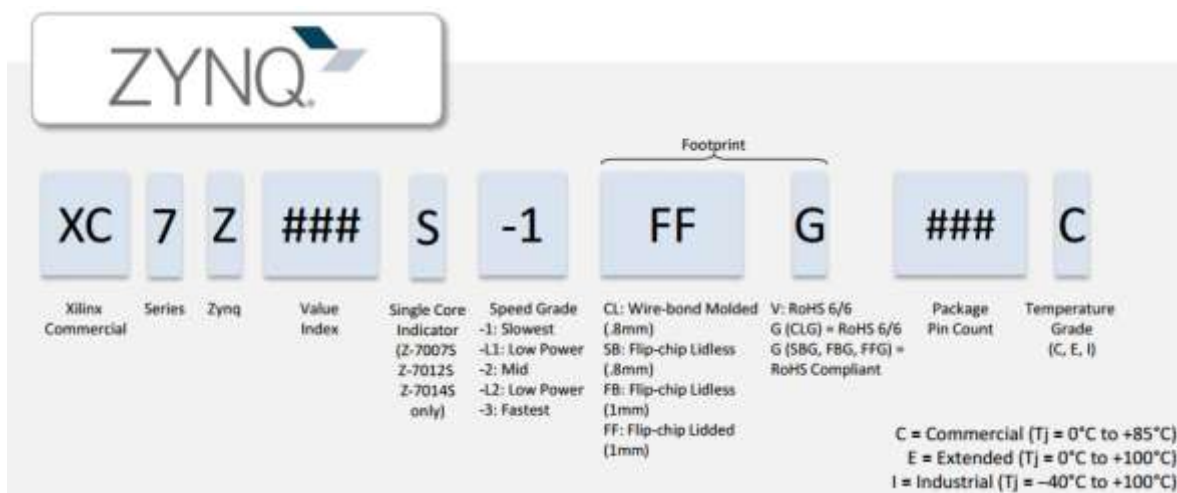 ZYNQ®
Footprint
XC 7 Z ### S -1 FF G ### C
Xilinx
Commercial
Series
Zynq
Value
Index
Single Core
Indicator
(Z-7007S
Z-7012S
Z-7014S
only)
Speed Grade
-1: Slowest
-L1: Low Power
-2: Mid
-L2: Low Power
-3: Fastest
CL: Wire-bond Molded
(.8mm)
SB: Flip-chip Lidless
(.8mm)
FB: Flip-chip Lidless
(1mm)
FF: Flip-chip Lidded
(1mm)
V: RoHS 6/6
G (CLG) = RoHS 6/6
G (SBG, FBG, FFG) =
RoHS Compliant
Package
Pin Count
Temperature
Grade
(C, E, I)
C = Commercial (Tj = 0°C to +85°C)
E = Extended (Tj = 0°C to +100°C)
I = Industrial (Tj = –40°C to +100°C)